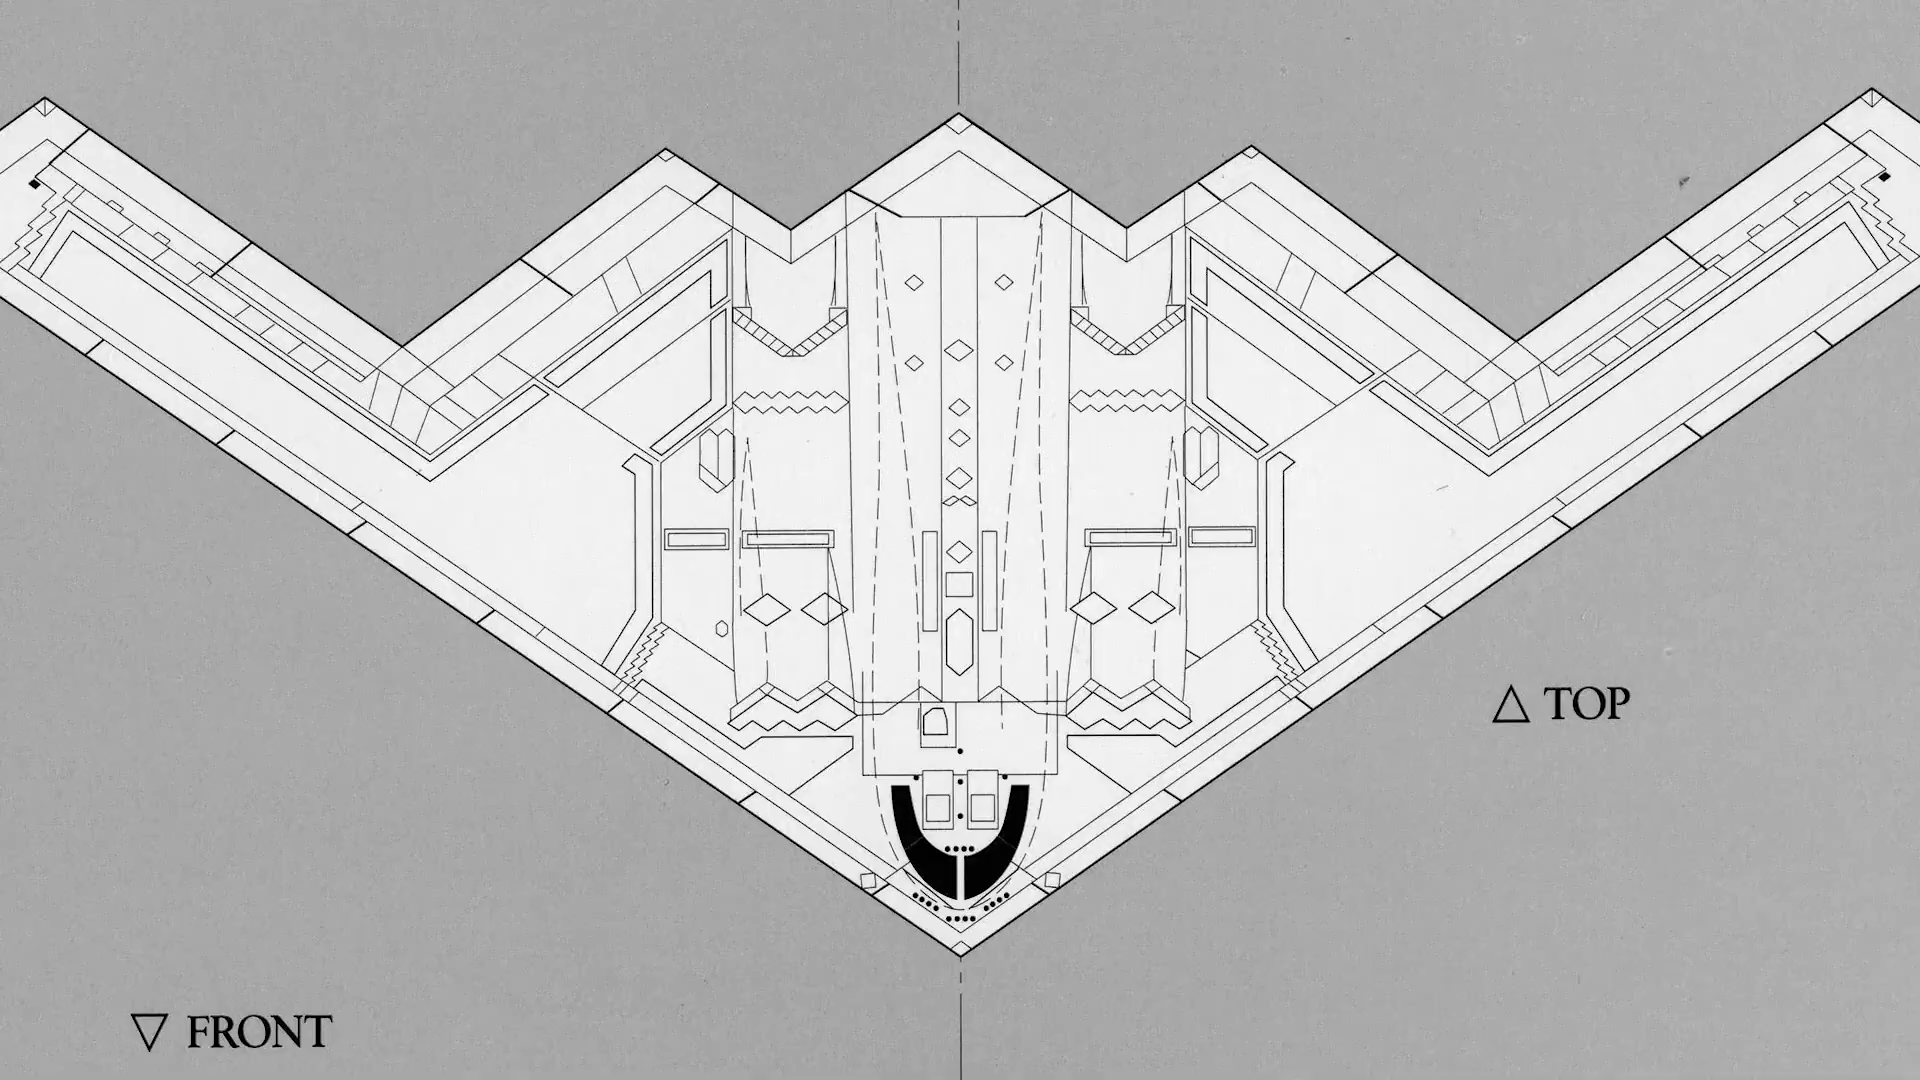 △ TOP
▽ FRONT